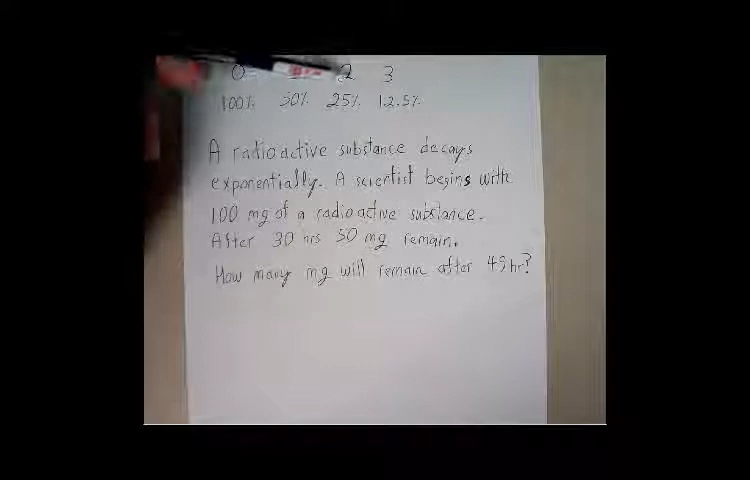 0 2 3
100% 50% 25% 12.5%
A radioactive substance decays
exponentially. A scientist begins with
100 mg of a radioactive substance.
After 30 hrs 50 mg remain.
How many mg will remain after 45 hr?